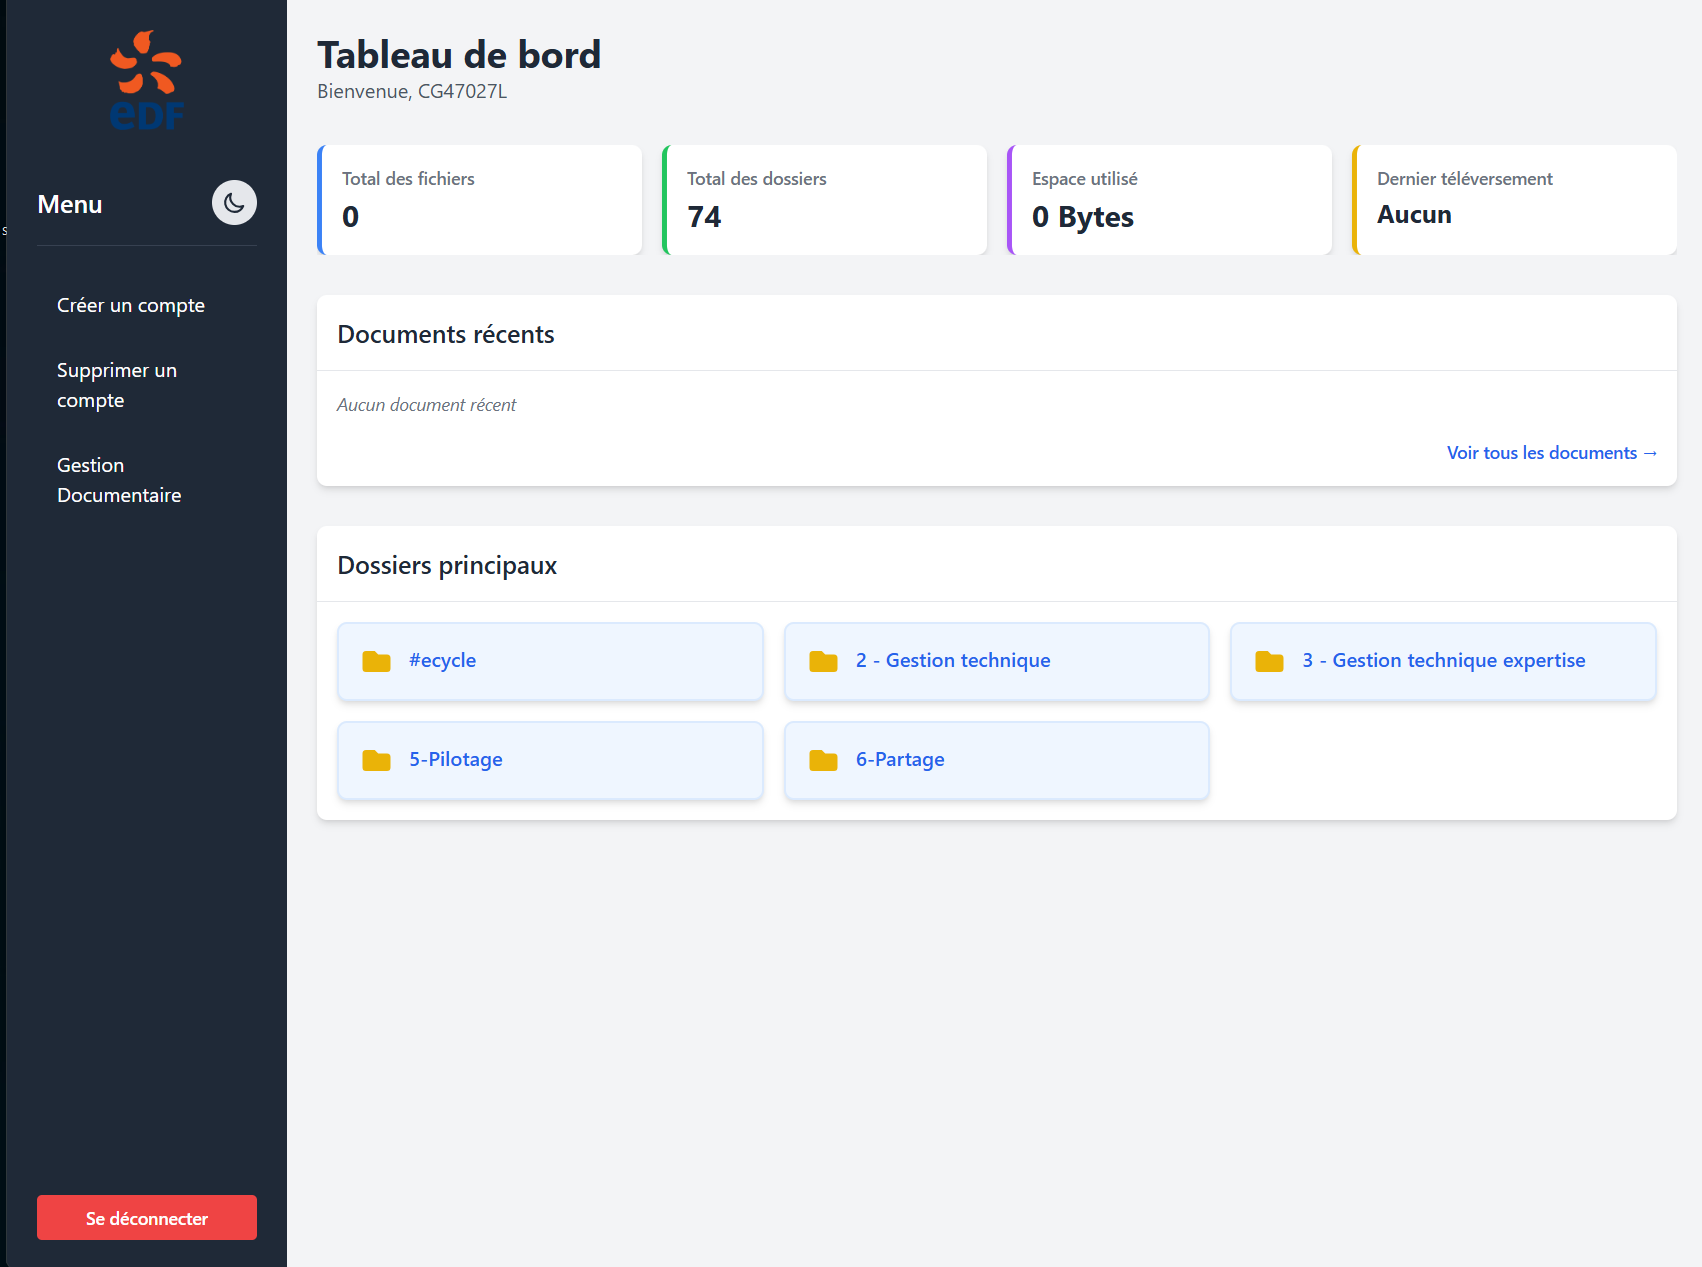 eDF
Menu
s
Créer un compte
Supprimer un
compte
Gestion
Documentaire
Se déconnecter
Tableau de bord
Bienvenue, CG47027L
Total des fichiers
0
Total des dossiers
74
Espace utilisé
0 Bytes
Dernier téléversement
Aucun
Documents récents
Aucun document récent
Voir tous les documents →
Dossiers principaux
#ecycle
2 - Gestion technique
3 - Gestion technique expertise
5-Pilotage
6-Partage